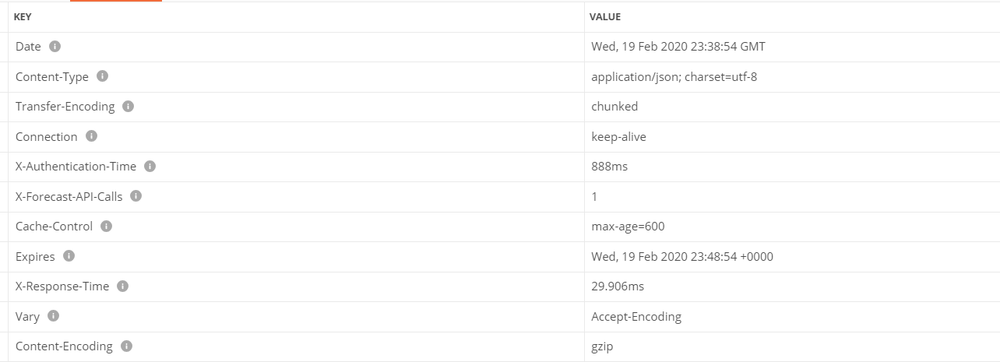 KEY VALUE
Date Wed, 19 Feb 2020 23:38:54 GMT
Content-Type application/json; charset=utf-8
Transfer-Encoding chunked
Connection keep-alive
X-Authentication-Time 888ms
X-Forecast-API-Calls 1
Cache-Control max-age=600
Expires Wed, 19 Feb 2020 23:48:54 +0000
X-Response-Time 29.906ms
Vary Accept-Encoding
Content-Encoding gzip